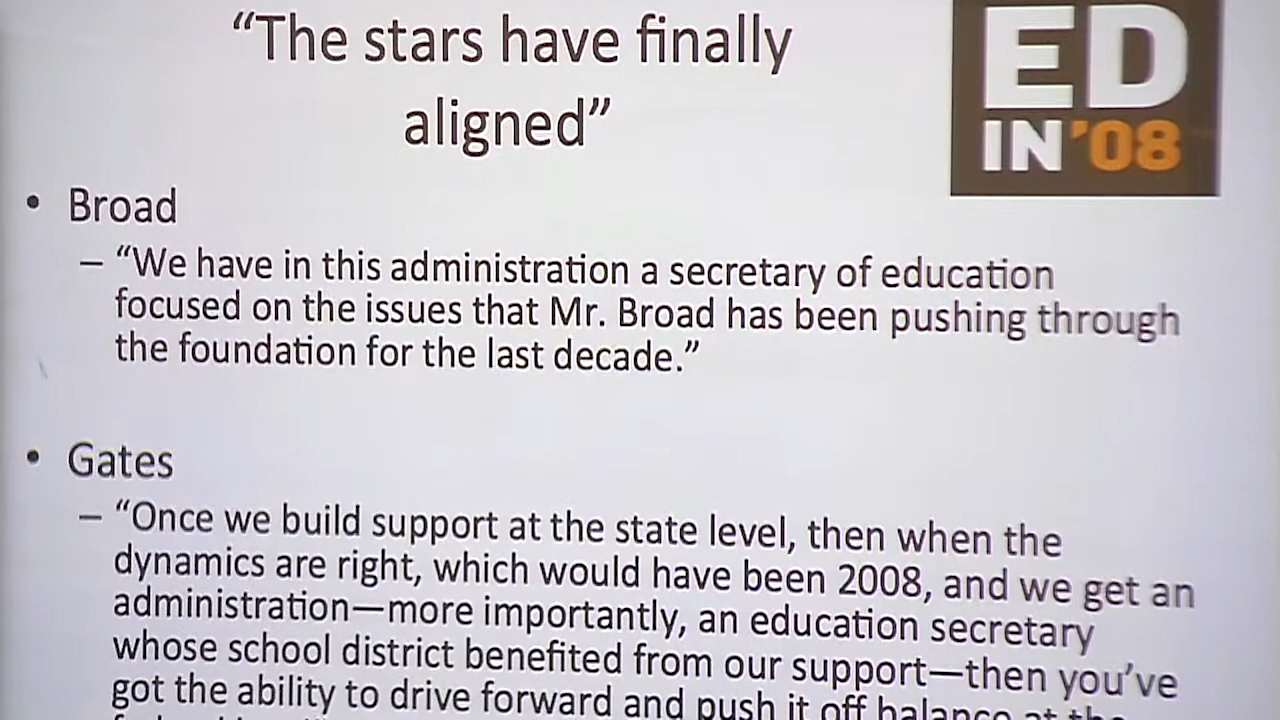 “The stars have finally
aligned”
ED
IN ’08
• Broad
– “We have in this administration a secretary of education
focused on the issues that Mr. Broad has been pushing through
the foundation for the last decade.”
• Gates
– “Once we build support at the state level, then when the
dynamics are right, which would have been 2008, and we get an
administration—more importantly, an education secretary
whose school district benefited from our support—then you’ve
got the ability to drive forward and push it off balance at the